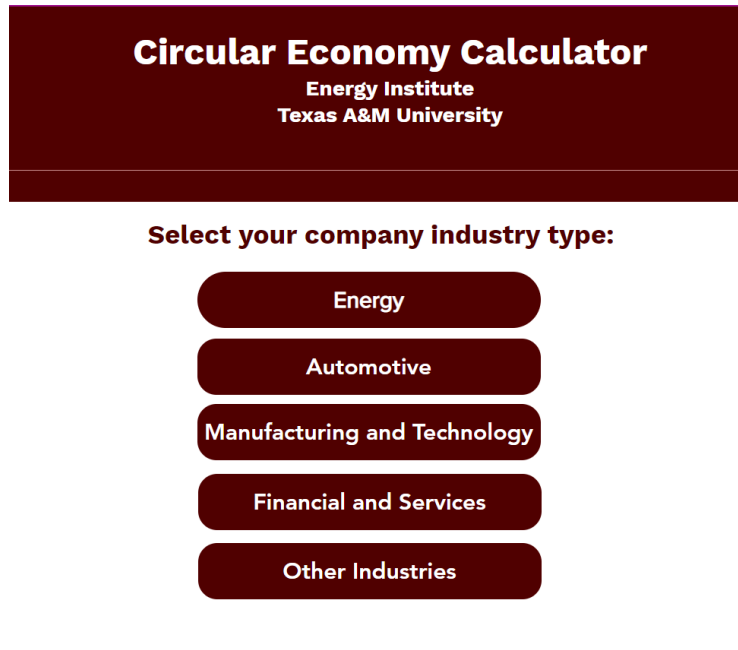 Circular Economy Calculator
Energy Institute
Texas A&M University
Select your company industry type:
Energy
Automotive
Manufacturing and Technology
Financial and Services
Other Industries